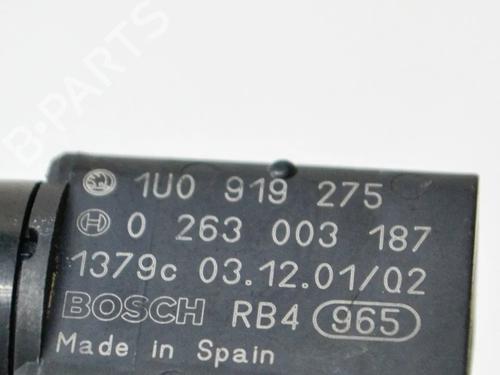 B-PARTS
1U0 919 275
0 263 003 187
1379c 03.12.01/02
BOSCH RB4 965
Made in Spain